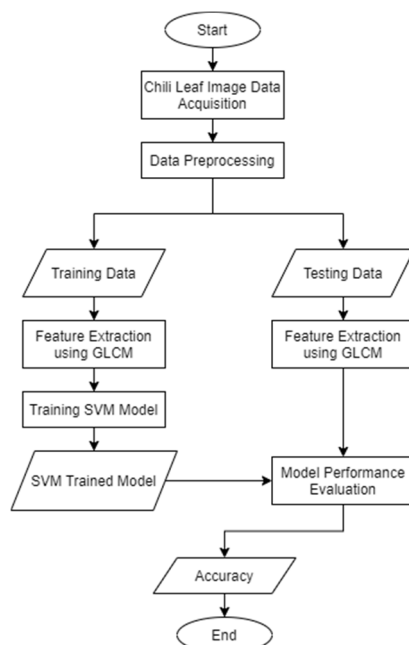 Start
Chili Leaf Image Data
Acquisition
Data Preprocessing
Training Data
Testing Data
Feature Extraction
using GLCM
Feature Extraction
using GLCM
Training SVM Model
SVM Trained Model
Model Performance
Evaluation
Accuracy
End